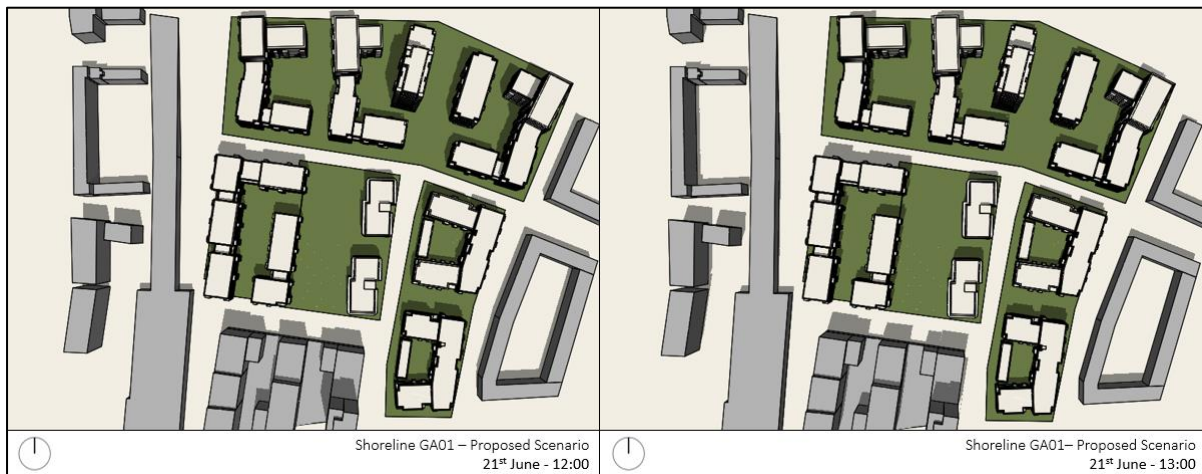 Shoreline GA01 – Proposed Scenario
21st June - 12:00
Shoreline GA01– Proposed Scenario
21st June - 13:00